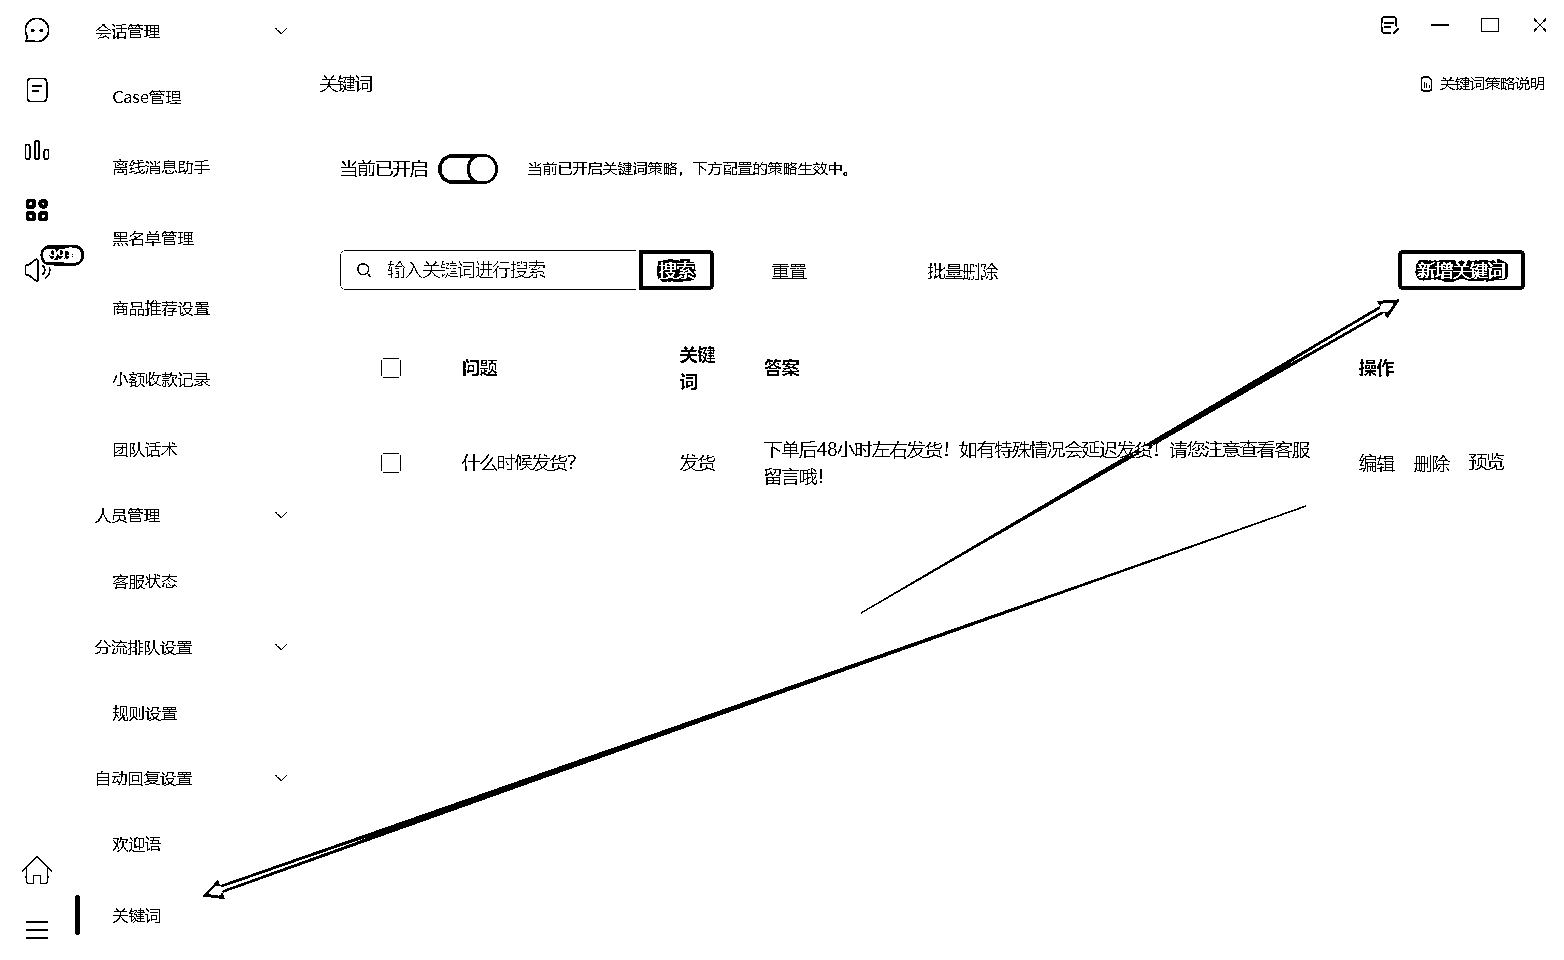 会话管理
Case管理
离线消息助手
黑名单管理
商品推荐设置
小额收款记录
团队话术
人员管理
客服状态
分流排队设置
规则设置
自动回复设置
欢迎语
关键词
关键词
关键词策略说明
当前已开启
当前已开启关键词策略，下方配置的策略生效中。
输入关键词进行搜索
搜索
重置
批量删除
新增关键词
问题
关键
词
答案
操作
什么时候发货？
发货
下单后48小时左右发货！如有特殊情况会延迟发货！请您注意查看客服
留言哦！
编辑
删除
预览